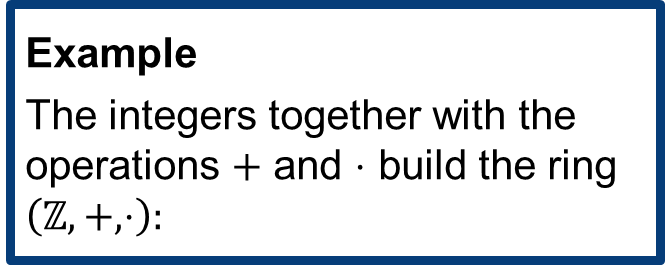 Example
The integers together with the
operations + and · build the ring
(ℤ, +,·):